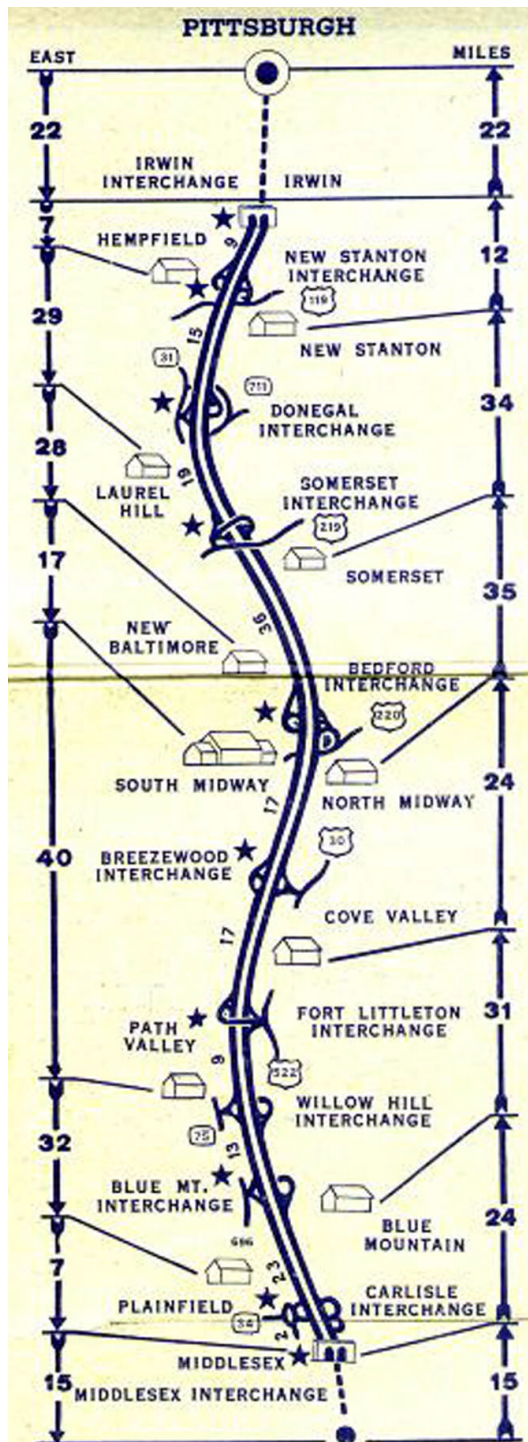 PITTSBURGH
EAST
MILES
22
22
IRWIN
INTERCHANGE
IRWIN
7
12
HEMPFIELD
9
NEW STANTON
INTERCHANGE
119
NEW STANTON
29
15
31
711
DONEGAL
INTERCHANGE
34
28
LAUREL
HILL
19
SOMERSET
INTERCHANGE
219
SOMERSET
17
36
35
NEW
BALTIMORE
BEDFORD
INTERCHANGE
220
SOUTH MIDWAY
NORTH MIDWAY
17
24
40
BREEZEWOOD
INTERCHANGE
30
COVE VALLEY
17
FORT LITTLETON
INTERCHANGE
31
PATH
VALLEY
9
522
WILLOW HILL
INTERCHANGE
75
32
13
BLUE MT.
INTERCHANGE
696
BLUE
MOUNTAIN
24
7
23
PLAINFIELD
34
2
CARLISLE
INTERCHANGE
MIDDLESEX
15
MIDDLESEX INTERCHANGE
15